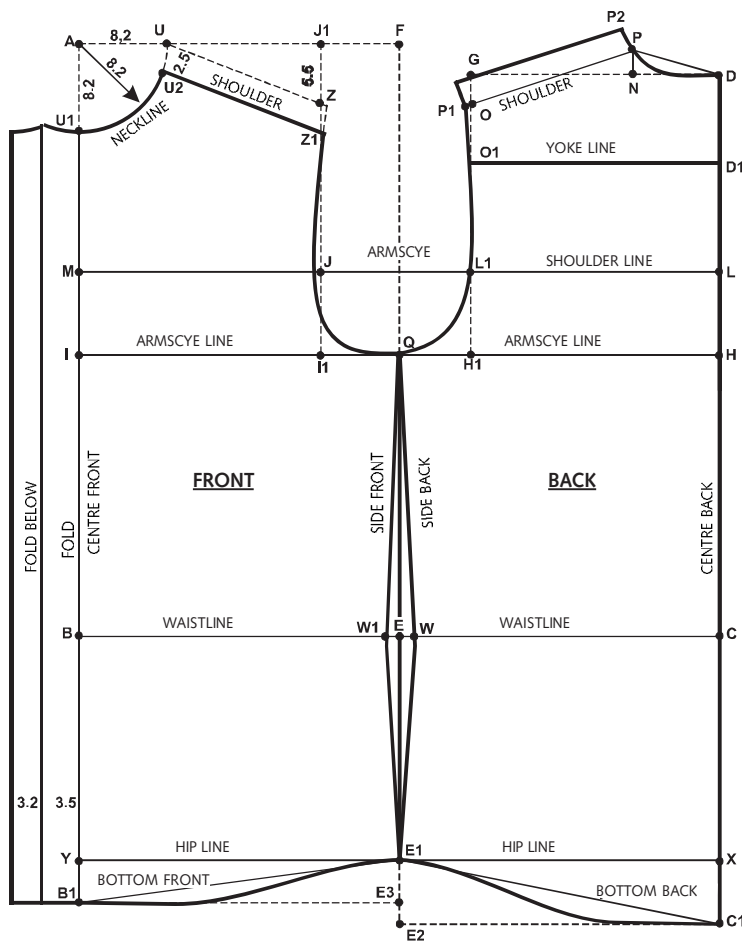 P2
A 8,2 U J1 F
P
8.2
2.5
8.2
5.5
G
D
N
SHOULDER
Z
SHOULDER
U2
P1 O
U1
NECKLINE
Z1
O1 YOKE LINE
D1
ARMSCYE
M J L1 SHOULDER LINE L
ARMSCYE LINE Q ARMSCYE LINE
I I1 H1 H
FRONT BACK
FOLD BELOW
FOLD
CENTRE FRONT
SIDE FRONT
SIDE BACK
CENTRE BACK
B WAISTLINE W1 E W WAISTLINE C
3.2 3.5
Y HIP LINE E1 HIP LINE X
BOTTOM FRONT
BOTTOM BACK
B1 E3
E2 C1